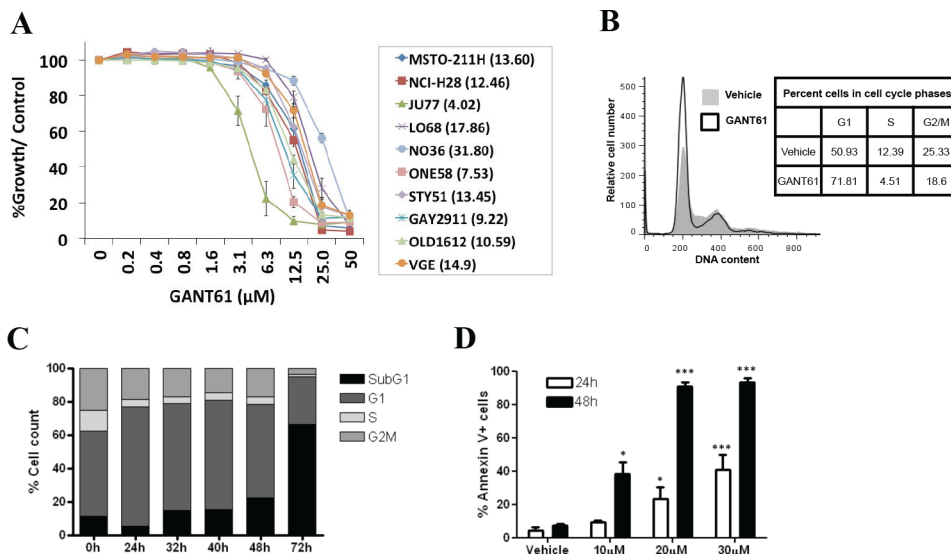 A
%Growth/ Control
100
80
60
40
20
0
0
0.2
0.4
0.8
1.6
3.1
6.3
12.5
25.0
50
GANT61 (µM)
MSTO-211H (13.60)
NCI-H28 (12.46)
JU77 (4.02)
LO68 (17.86)
NO36 (31.80)
ONE58 (7.53)
STY51 (13.45)
GAY2911 (9.22)
OLD1612 (10.59)
VGE (14.9)
B
Relative cell number
500
400
300
200
100
0
0
200
400
600
800
DNA content
Vehicle
GANT61
Percent cells in cell cycle phases
G1 S G2/M
Vehicle 50.93 12.39 25.33
GANT61 71.81 4.51 18.6
C
% Cell count
100
80
60
40
20
0
0h 24h 32h 40h 48h 72h
SubG1
G1
S
G2M
D
% Annexin V+ cells
100
80
60
40
20
0
24h
48h
*
*
***
***
***
Vehicle 10µM 20µM 30µM